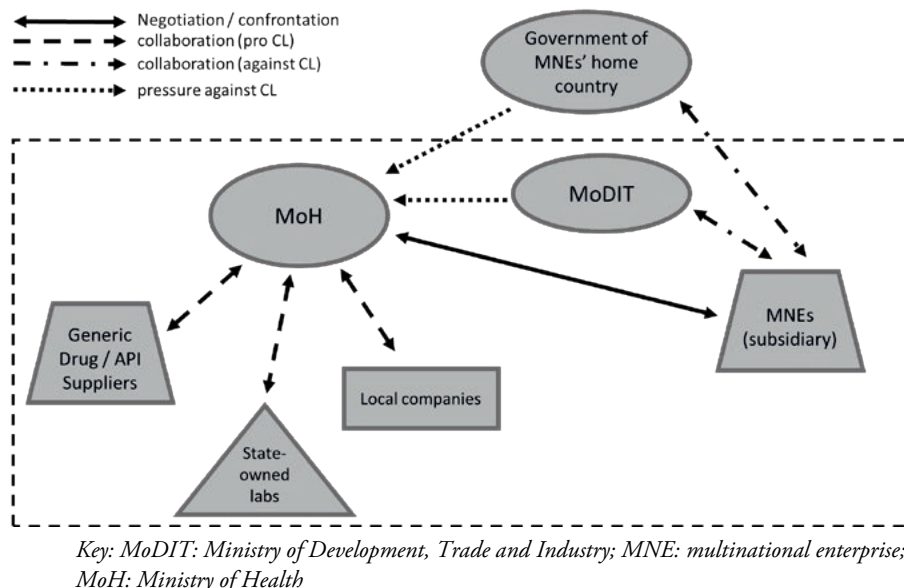 Negotiation / confrontation
collaboration (pro CL)
collaboration (against CL)
pressure against CL
Government of
MNEs' home
country
MoDIT
MoH
MNEs
(subsidiary)
Generic
Drug / API
Suppliers
Local companies
State-
owned
labs
Key: MoDIT: Ministry of Development, Trade and Industry; MNE: multinational enterprise;
MoH: Ministry of Health